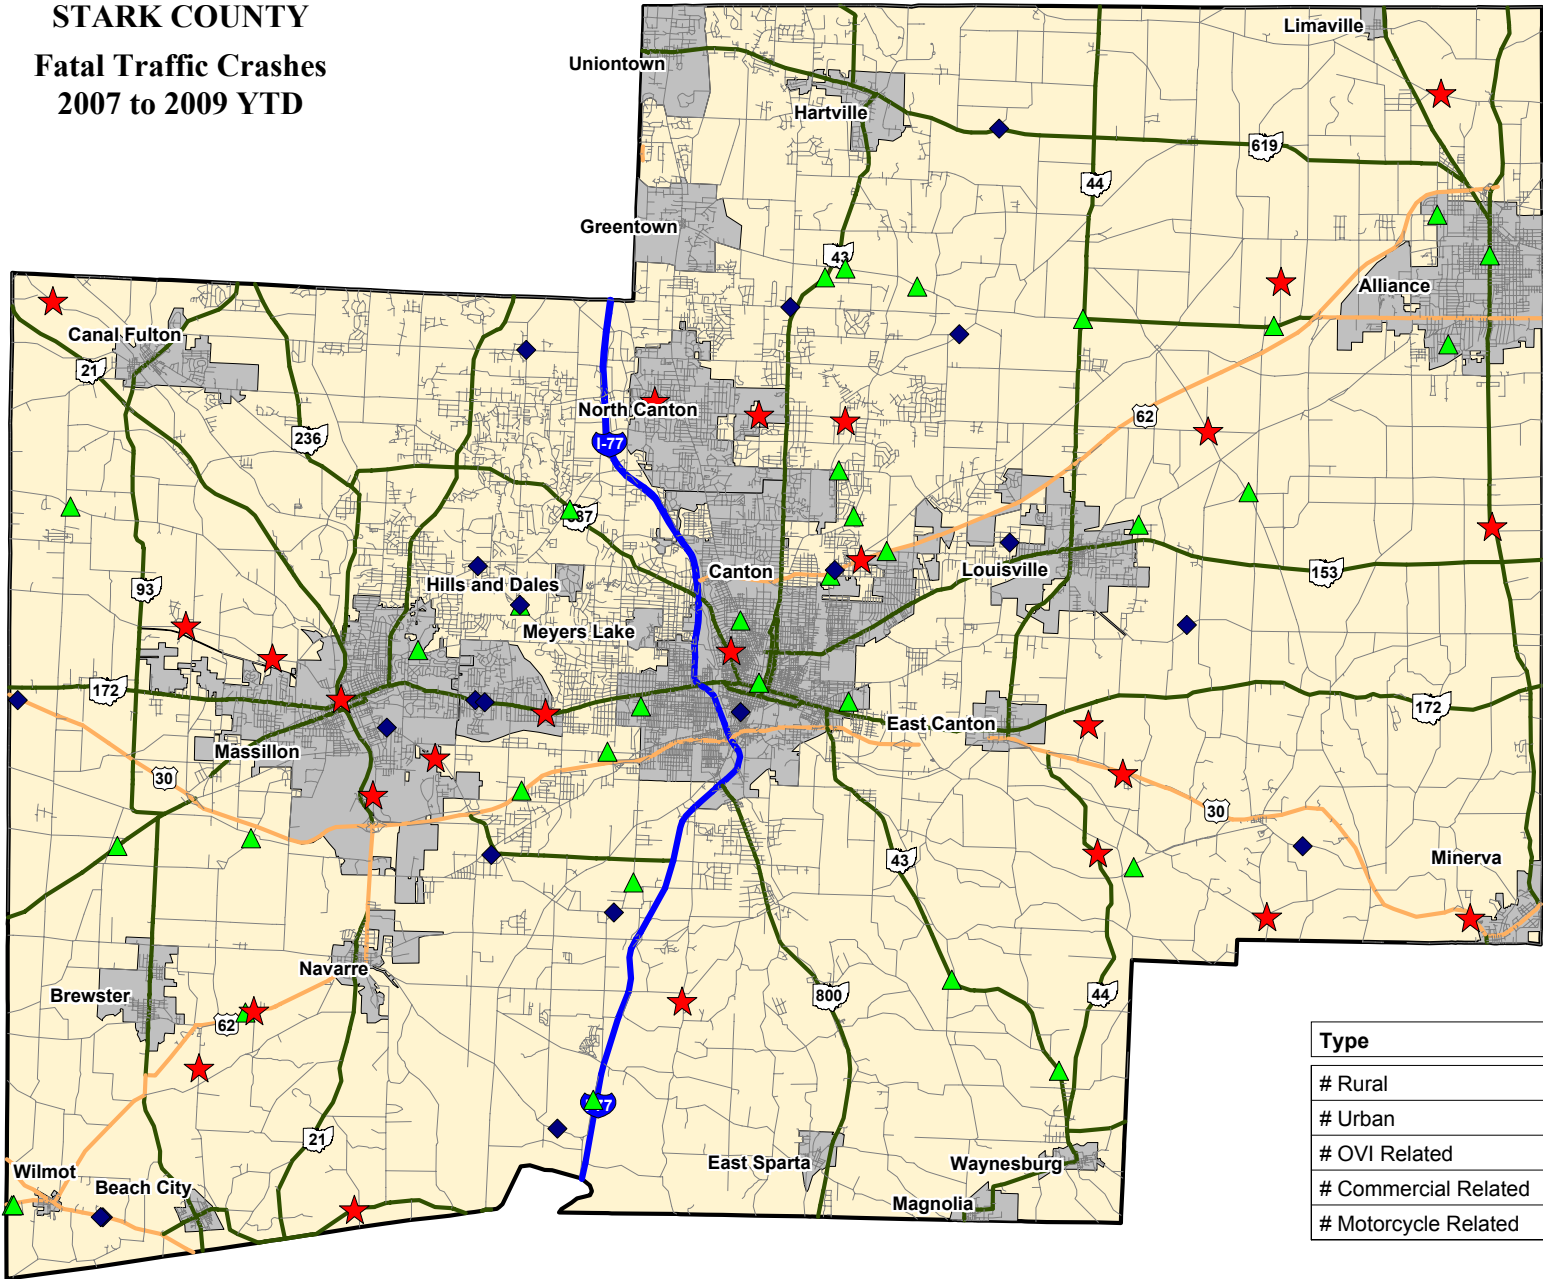 STARK COUNTY
Fatal Traffic Crashes
2007 to 2009 YTD
Limaville
Uniontown
Hartville
619
44
Greentown
43
Alliance
Canal Fulton
21
62
North Canton
236
I-77
Canton
Louisville
153
93
Hills and Dales
Meyers Lake
172
172
East Canton
Massillon
30
30
43
Minerva
Navarre
Brewster
800
44
62
21
East Sparta
Waynesburg
Wilmot
Beach City
Magnolia
Type
# Rural
# Urban
# OVI Related
# Commercial Related
# Motorcycle Related